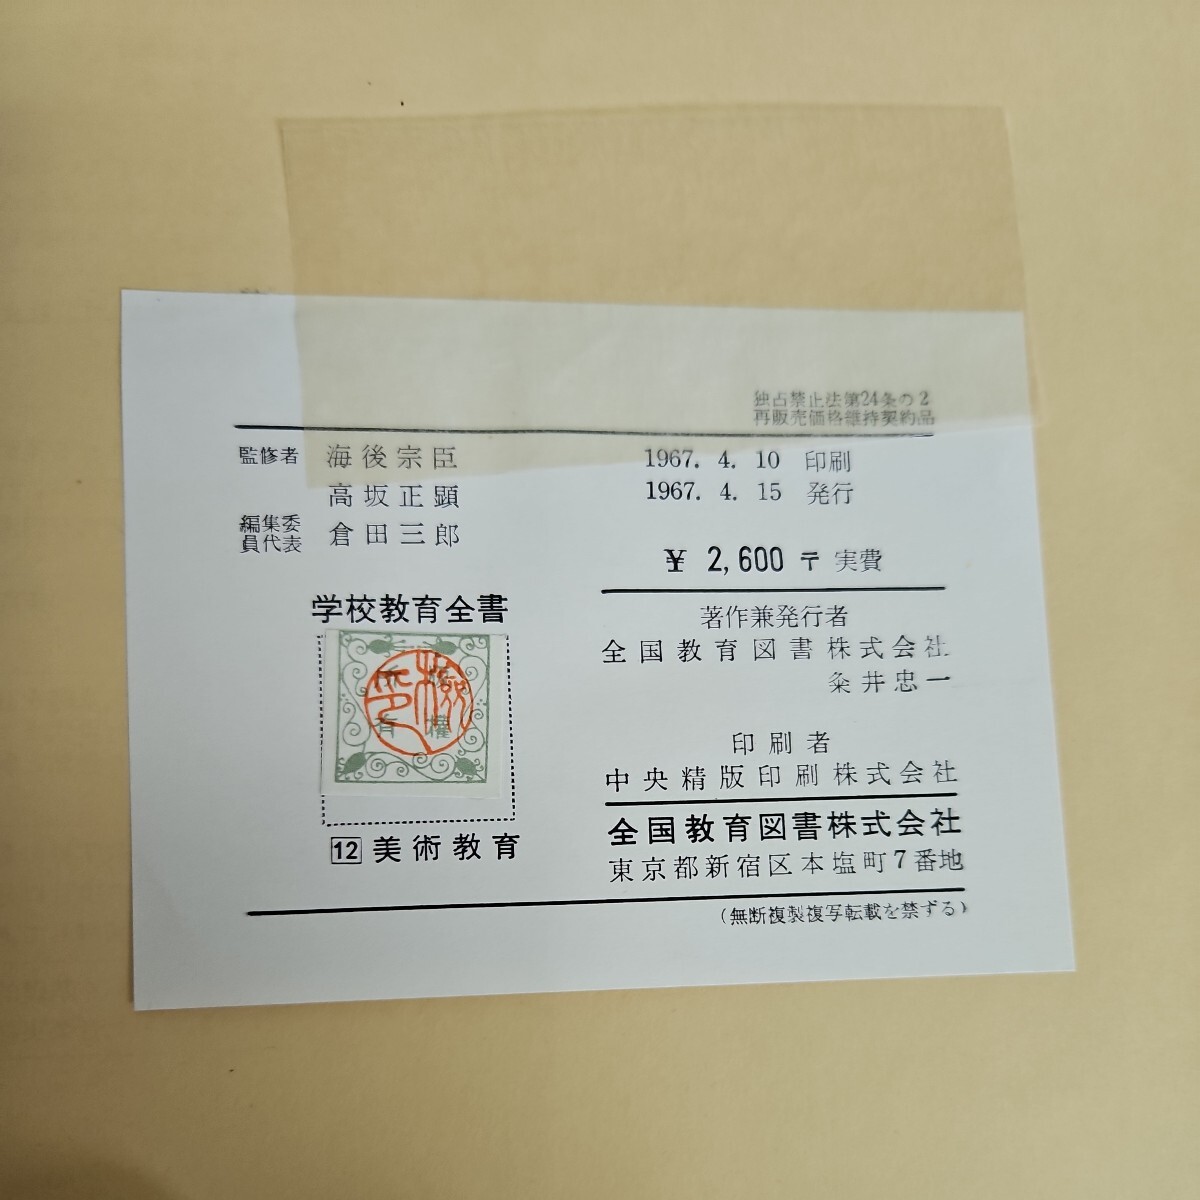 独占禁止法第24条の2
再販売価格維持契約品
監修者 海後宗臣
高坂正顕
編集委
員代表 倉田三郎
1967. 4. 10 印刷
1967. 4. 15 発行
¥ 2,600 〒 実費
学校教育全書
12 美術教育
著作兼発行者
全国教育図書株式会社
粂井忠一
印刷者
中央精版印刷株式会社
全国教育図書株式会社
東京都新宿区本塩町7番地
(無断複製複写転載を禁ずる)